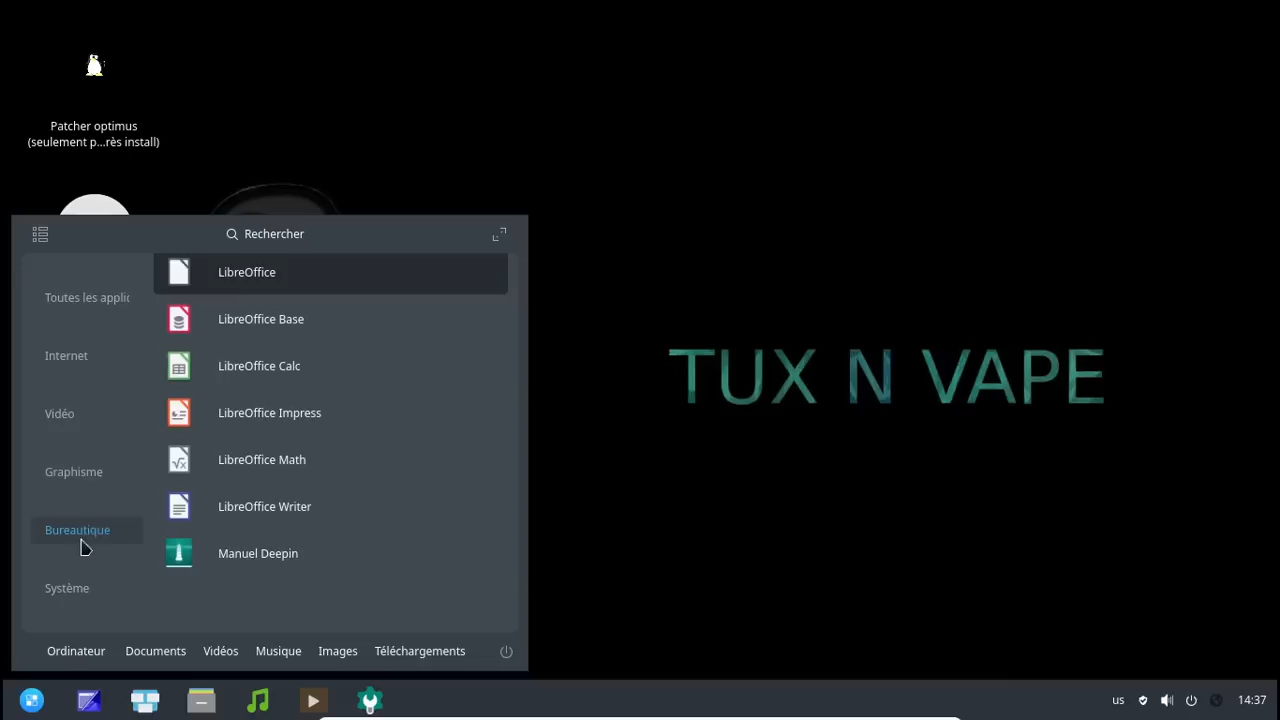 Patcher optimus
(seulement p...rès install)
Rechercher
Toutes les applic
Internet
Vidéo
Graphisme
Bureautique
Système
LibreOffice
LibreOffice Base
LibreOffice Calc
LibreOffice Impress
LibreOffice Math
LibreOffice Writer
Manuel Deepin
TUX N VAPE
Ordinateur Documents Vidéos Musique Images Téléchargements
us 14:37